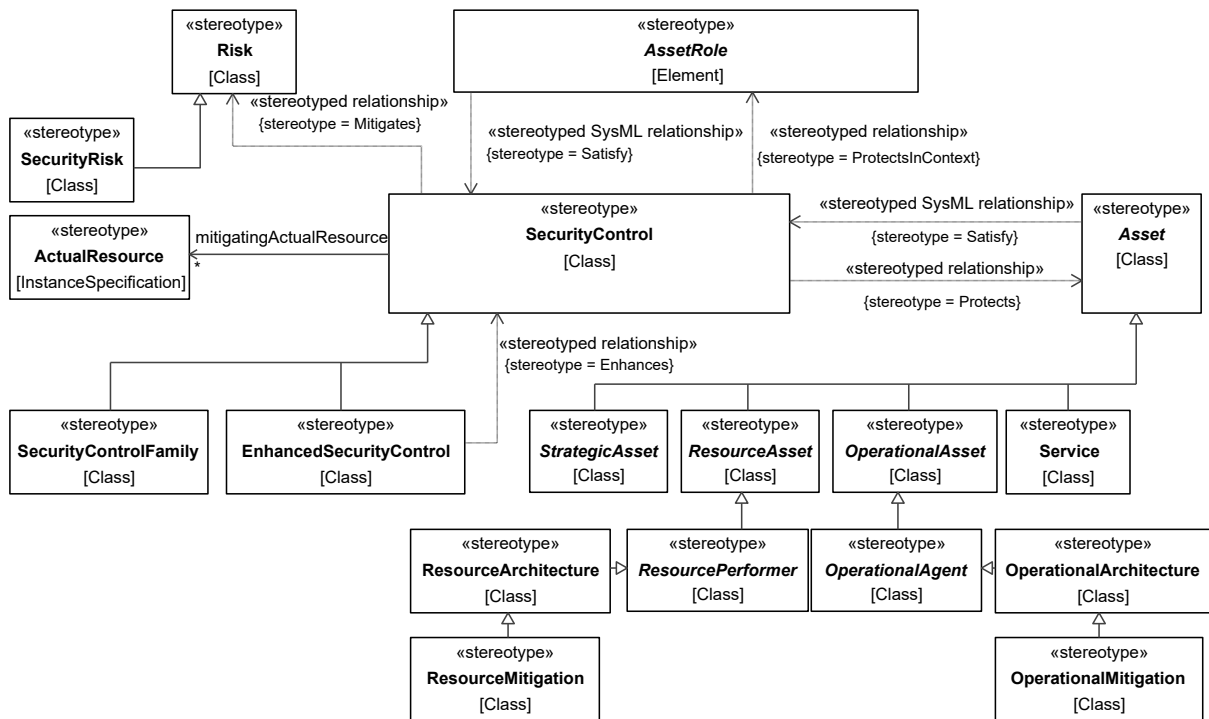 «stereotype»
Risk
[Class]
«stereotype»
AssetRole
[Element]
«stereotyped relationship»
{stereotype = Mitigates}
«stereotype»
SecurityRisk
[Class]
«stereotyped SysML relationship»
{stereotype = Satisfy}
«stereotyped relationship»
{stereotype = ProtectsInContext}
«stereotype»
ActualResource
[InstanceSpecification]
mitigatingActualResource
*
«stereotype»
SecurityControl
[Class]
«stereotyped SysML relationship»
{stereotype = Satisfy}
«stereotyped relationship»
{stereotype = Protects}
«stereotype»
Asset
[Class]
«stereotyped relationship»
{stereotype = Enhances}
«stereotype»
SecurityControlFamily
[Class]
«stereotype»
EnhancedSecurityControl
[Class]
«stereotype»
StrategicAsset
[Class]
«stereotype»
ResourceAsset
[Class]
«stereotype»
OperationalAsset
[Class]
«stereotype»
Service
[Class]
«stereotype»
ResourceArchitecture
[Class]
«stereotype»
ResourcePerformer
[Class]
«stereotype»
OperationalAgent
[Class]
«stereotype»
OperationalArchitecture
[Class]
«stereotype»
ResourceMitigation
[Class]
«stereotype»
OperationalMitigation
[Class]